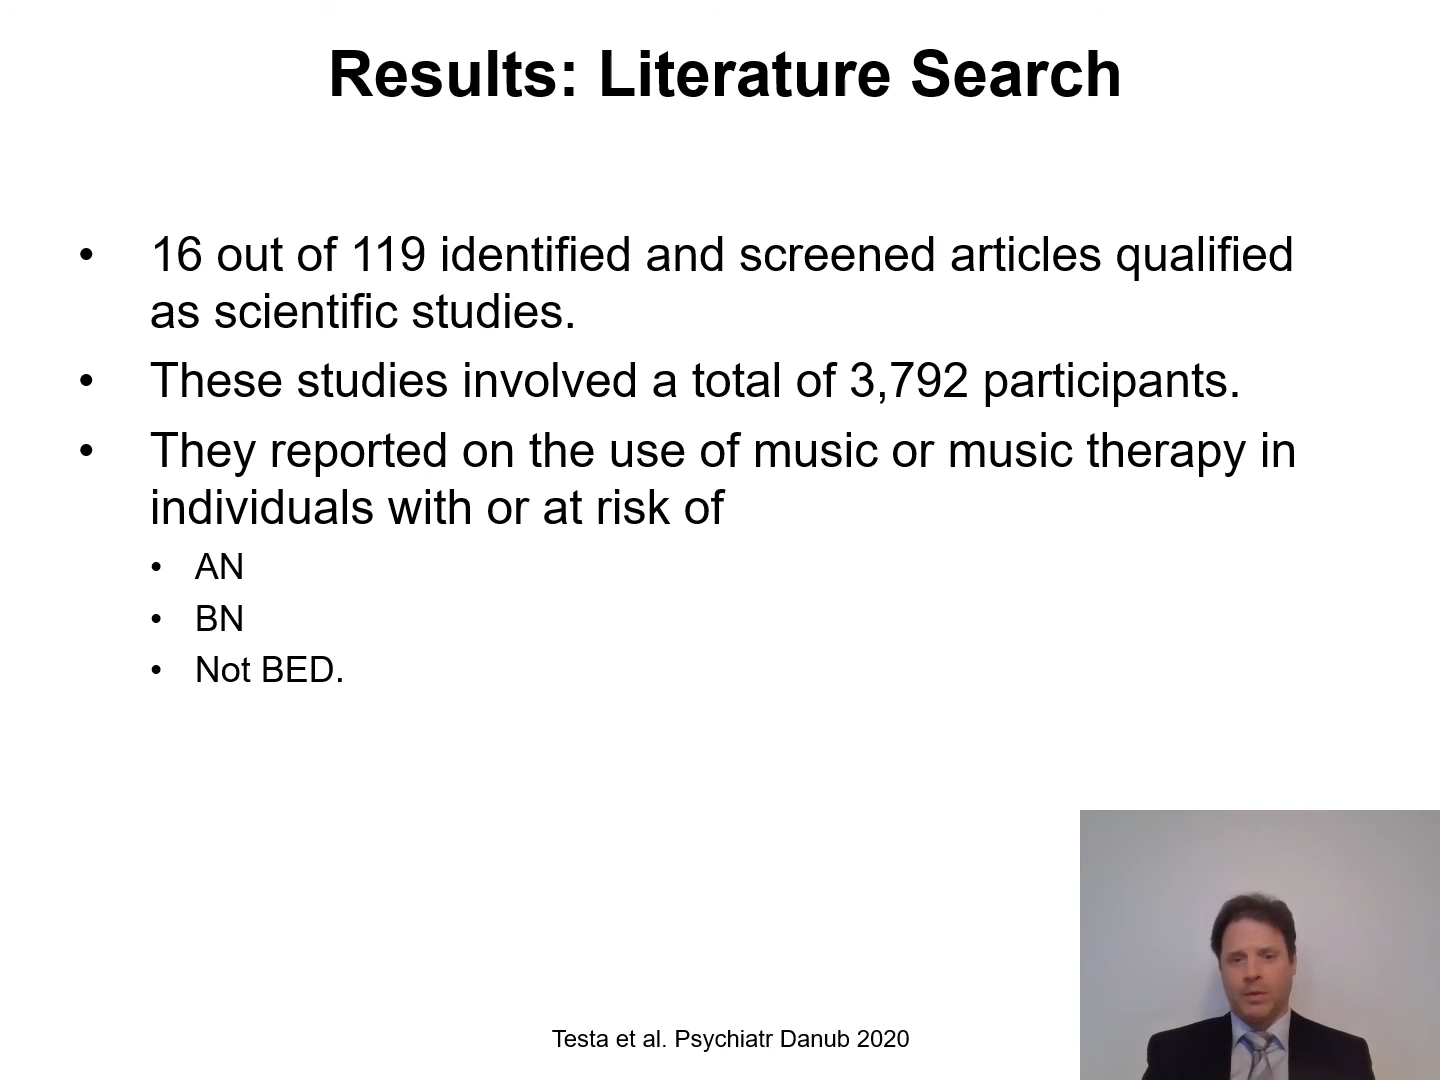 Results: Literature Search
• 16 out of 119 identified and screened articles qualified
as scientific studies.
• These studies involved a total of 3,792 participants.
• They reported on the use of music or music therapy in
individuals with or at risk of
• AN
• BN
• Not BED.
Testa et al. Psychiatr Danub 2020